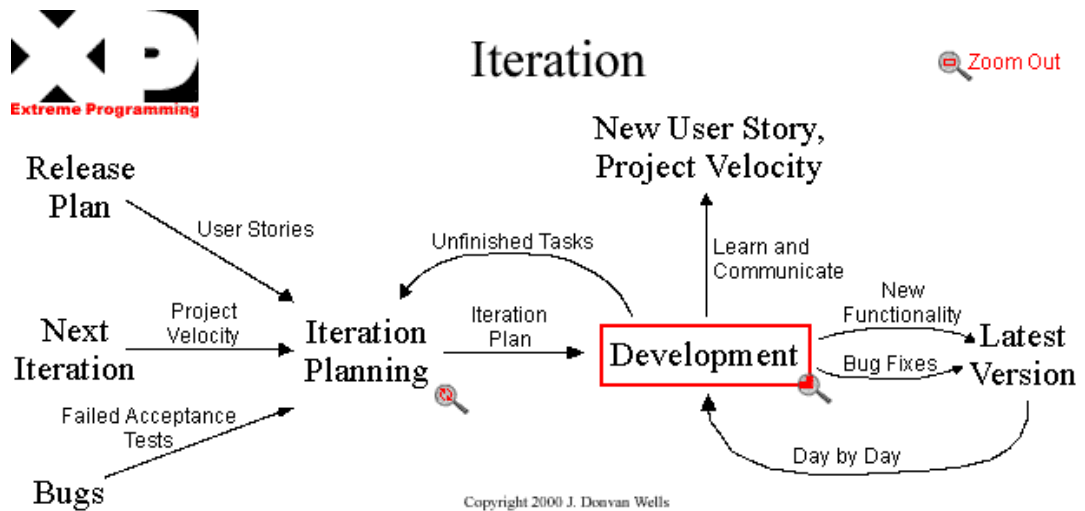 XP
Extreme Programming
Iteration
Zoom Out
New User Story,
Project Velocity
Release
Plan
User Stories
Unfinished Tasks
Learn and
Communicate
New
Functionality
Project
Velocity
Iteration
Plan
Next
Iteration
Iteration
Planning
Development
Bug Fixes
Latest
Version
Failed Acceptance
Tests
Day by Day
Bugs
Copyright 2000 J. Donvan Wells